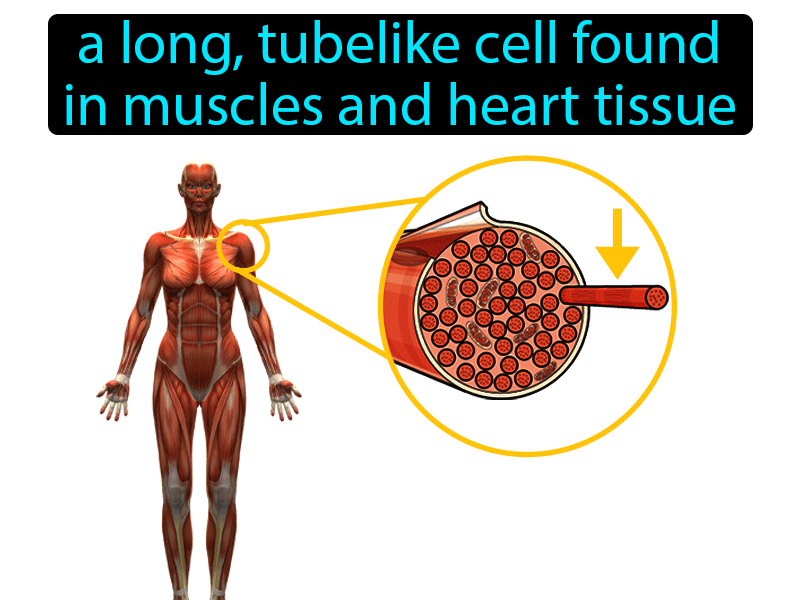 a long, tubelike cell found
in muscles and heart tissue